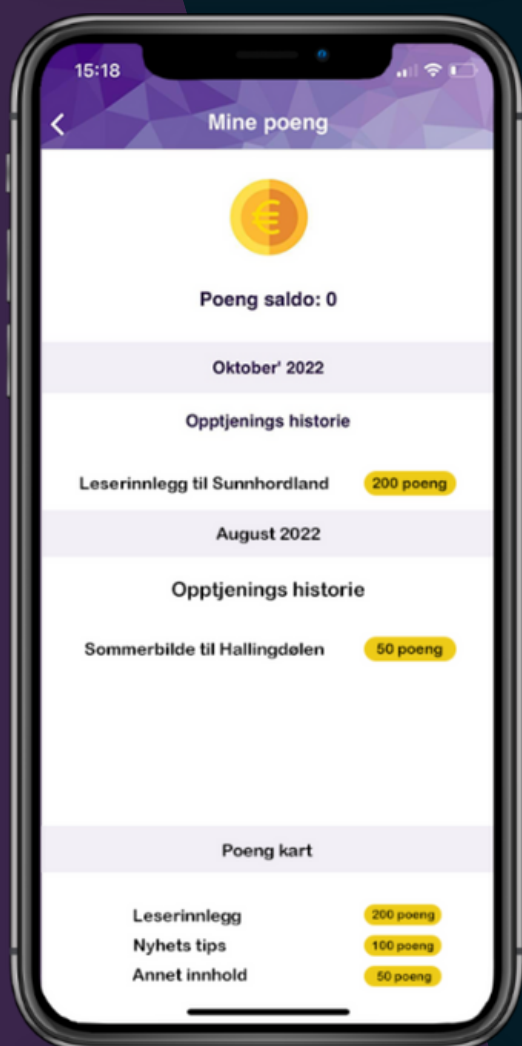 15:18
Mine poeng
€
Poeng saldo: 0
Oktober' 2022
Opptjenings historie
Leserinnlegg til Sunnhordland 200 poeng
August 2022
Opptjenings historie
Sommerbilde til Hallingdølen 50 poeng
Poeng kart
Leserinnlegg 200 poeng
Nyhets tips 100 poeng
Annet innhold 50 poeng